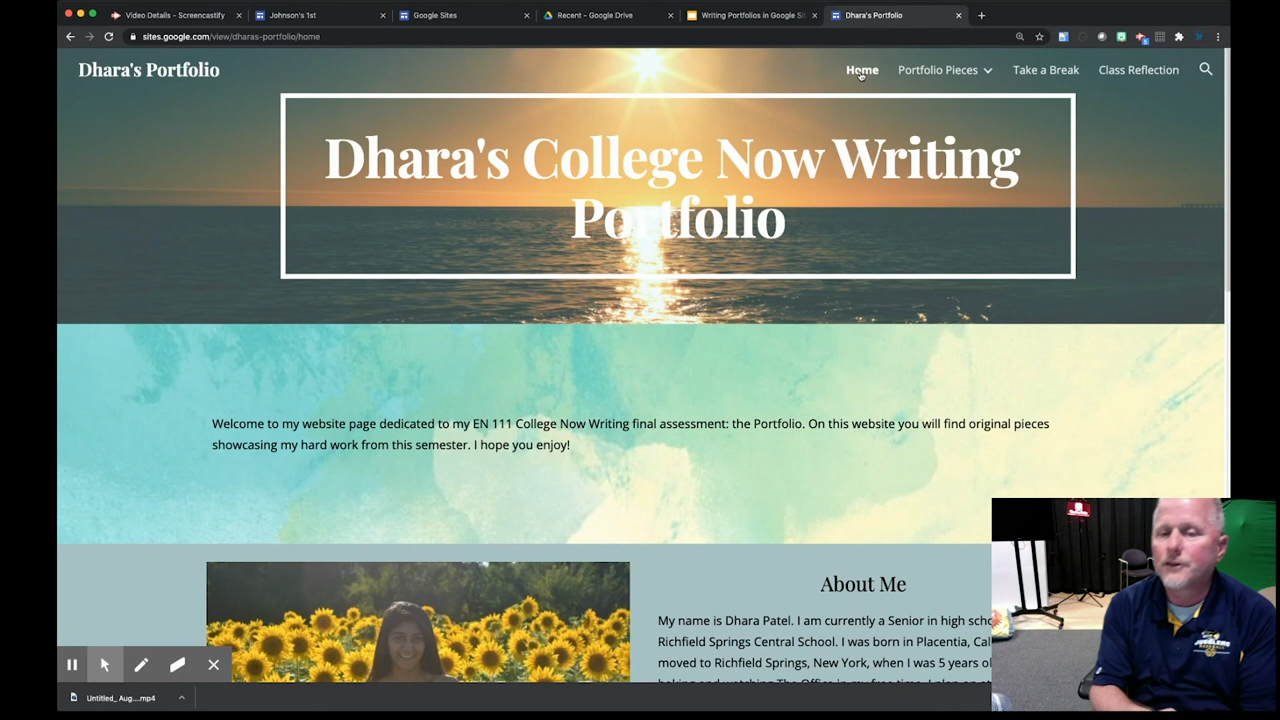 Video Details - Screencastify
Johnson's 1st
Google Sites
Recent - Google Drive
Writing Portfolios in Google Sit
Dhara's Portfolio
sites.google.com/view/dharas-portfolio/home
Dhara's Portfolio
Home
Portfolio Pieces
Take a Break
Class Reflection
Dhara's College Now Writing
Portfolio
Welcome to my website page dedicated to my EN 111 College Now Writing final assessment: the Portfolio. On this website you will find original pieces
showcasing my hard work from this semester. I hope you enjoy!
About Me
My name is Dhara Patel. I am currently a Senior in high scho
Richfield Springs Central School. I was born in Placentia, Cal
moved to Richfield Springs, New York, when I was 5 years ol
Untitled_ Aug....mp4